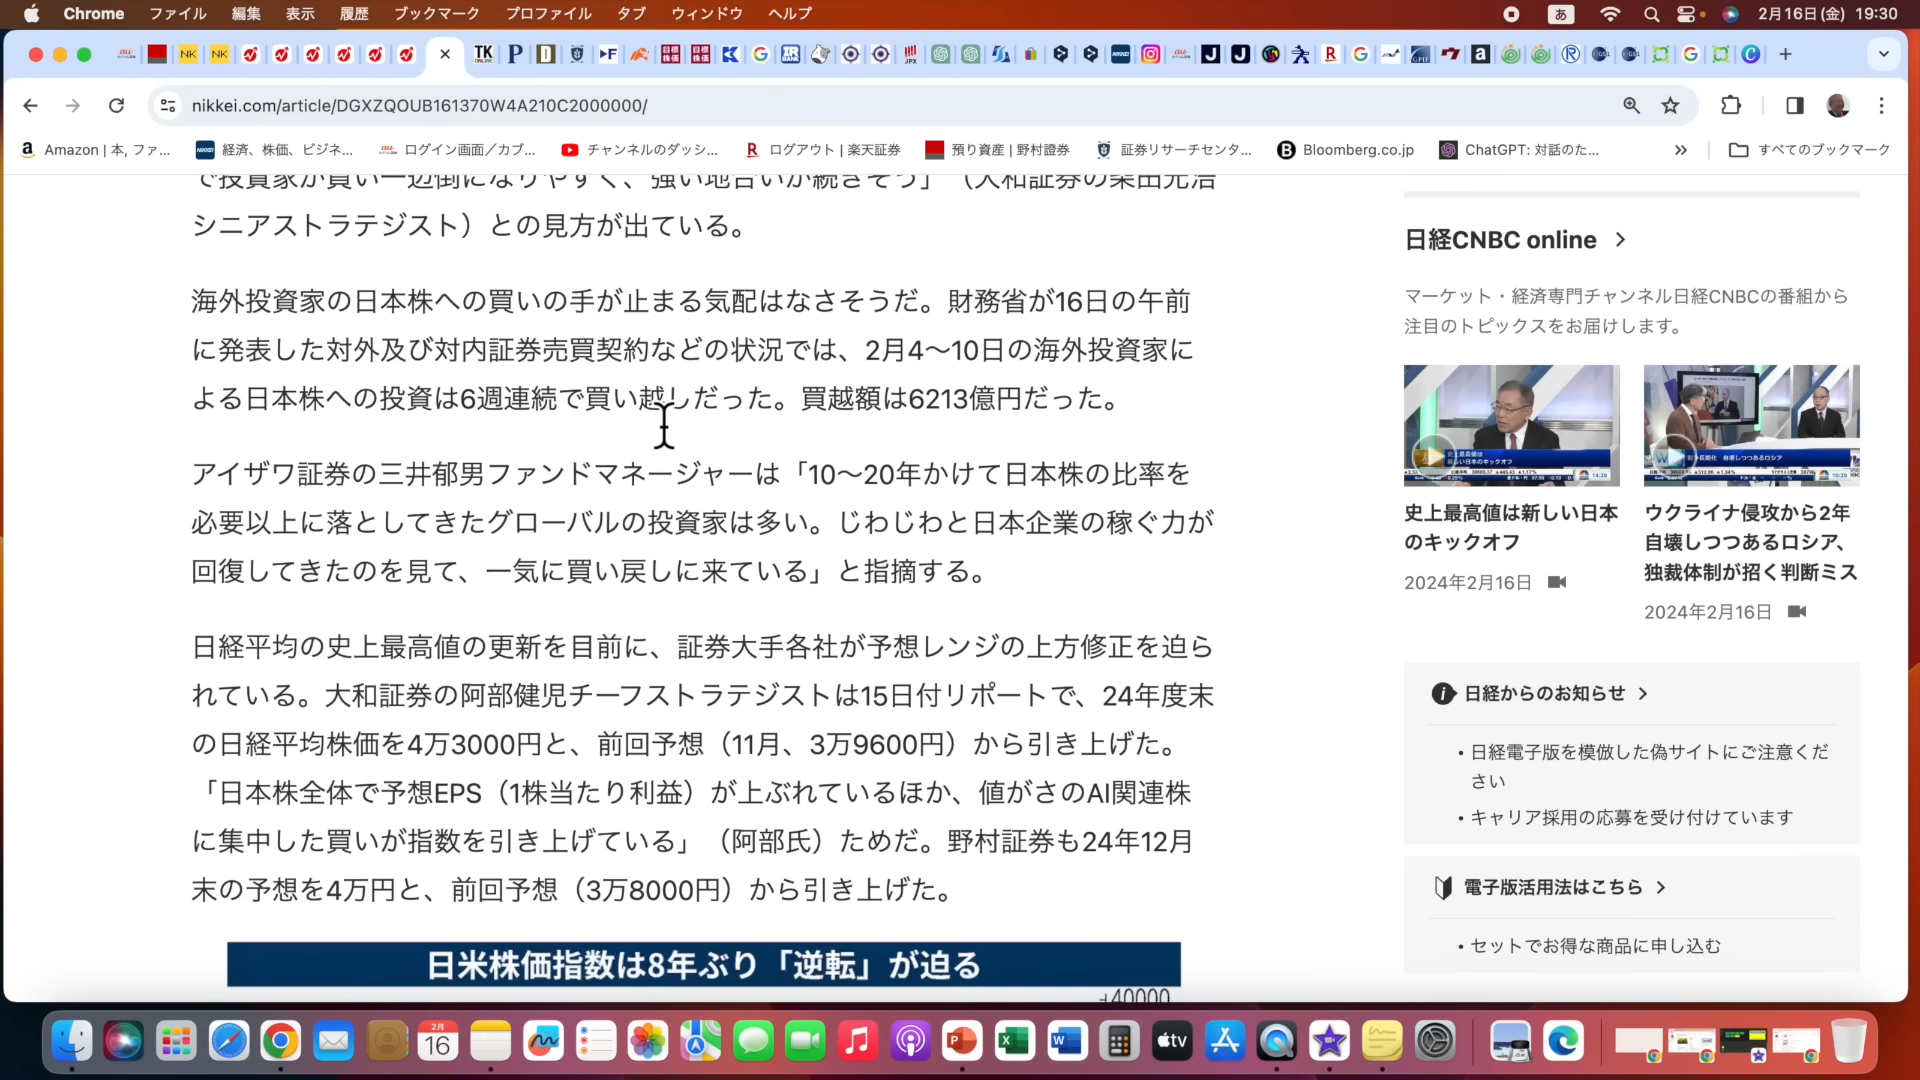 Chrome ファイル 編集 表示 履歴 ブックマーク プロファイル タブ ウィンドウ ヘルプ あ 2月16日(金) 19:30
nikkei.com/article/DGXZQOUB161370W4A210C2000000/
Amazon | 本, ファ... 経済、株価、ビジネ... ログイン画面／カブ... チャンネルのダッシ... ログアウト | 楽天証券 預り資産 | 野村證券 証券リサーチセンタ... Bloomberg.co.jp ChatGPT: 対話のた... » すべてのブックマーク
で投資家が買い一辺倒になりやすく、強い地合いが続きそう」（大和証券の柴田光浩
シニアストラテジスト）との見方が出ている。
海外投資家の日本株への買いの手が止まる気配はなさそうだ。財務省が16日の午前
に発表した対外及び対内証券売買契約などの状況では、2月4〜10日の海外投資家に
よる日本株への投資は6週連続で買い越しだった。買越額は6213億円だった。
アイザワ証券の三井郁男ファンドマネージャーは「10〜20年かけて日本株の比率を
必要以上に落としてきたグローバルの投資家は多い。じわじわと日本企業の稼ぐ力が
回復してきたのを見て、一気に買い戻しに来ている」と指摘する。
日経平均の史上最高値の更新を目前に、証券大手各社が予想レンジの上方修正を迫ら
れている。大和証券の阿部健児チーフストラテジストは15日付リポートで、24年度末
の日経平均株価を4万3000円と、前回予想（11月、3万9600円）から引き上げた。
「日本株全体で予想EPS（1株当たり利益）が上ぶれているほか、値がさのAI関連株
に集中した買いが指数を引き上げている」（阿部氏）ためだ。野村証券も24年12月
末の予想を4万円と、前回予想（3万8000円）から引き上げた。
日米株価指数は8年ぶり「逆転」が迫る
40000
日経CNBC online
マーケット・経済専門チャンネル日経CNBCの番組から
注目のトピックスをお届けします。
史上最高値は新しい日本
のキックオフ
2024年2月16日
ウクライナ侵攻から2年
自壊しつつあるロシア、
独裁体制が招く判断ミス
2024年2月16日
日経からのお知らせ
・日経電子版を模倣した偽サイトにご注意くだ
さい
・キャリア採用の応募を受け付けています
電子版活用法はこちら
・セットでお得な商品に申し込む
2月
16
tv